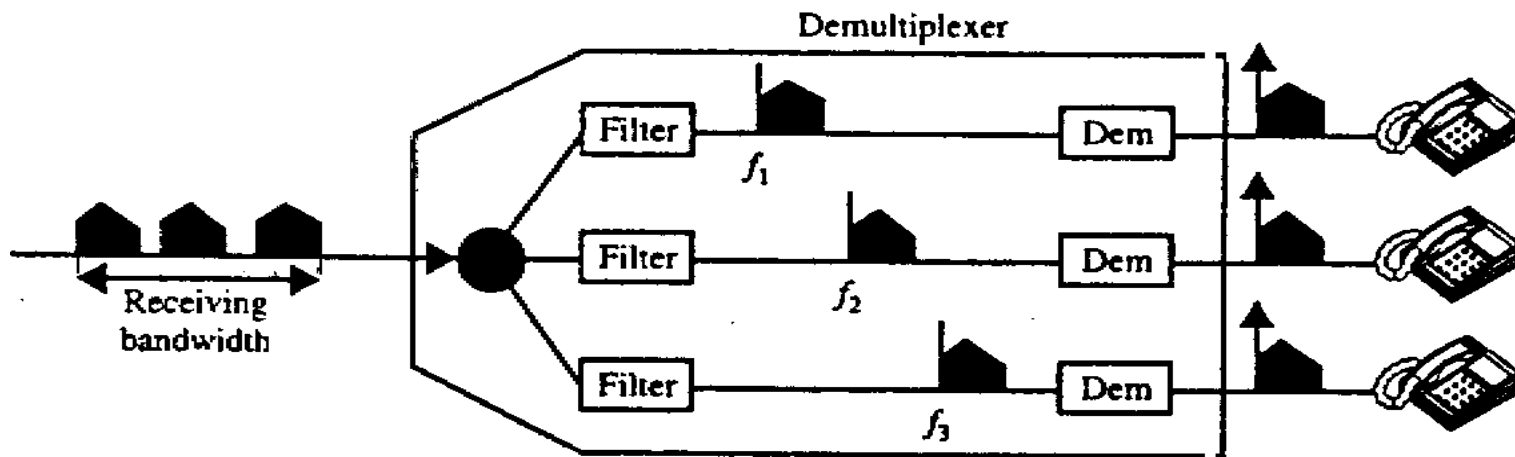 Demultiplexer
Filter
f₁
Dem
Filter
f₂
Dem
Receiving
bandwidth
Filter
f₃
Dem